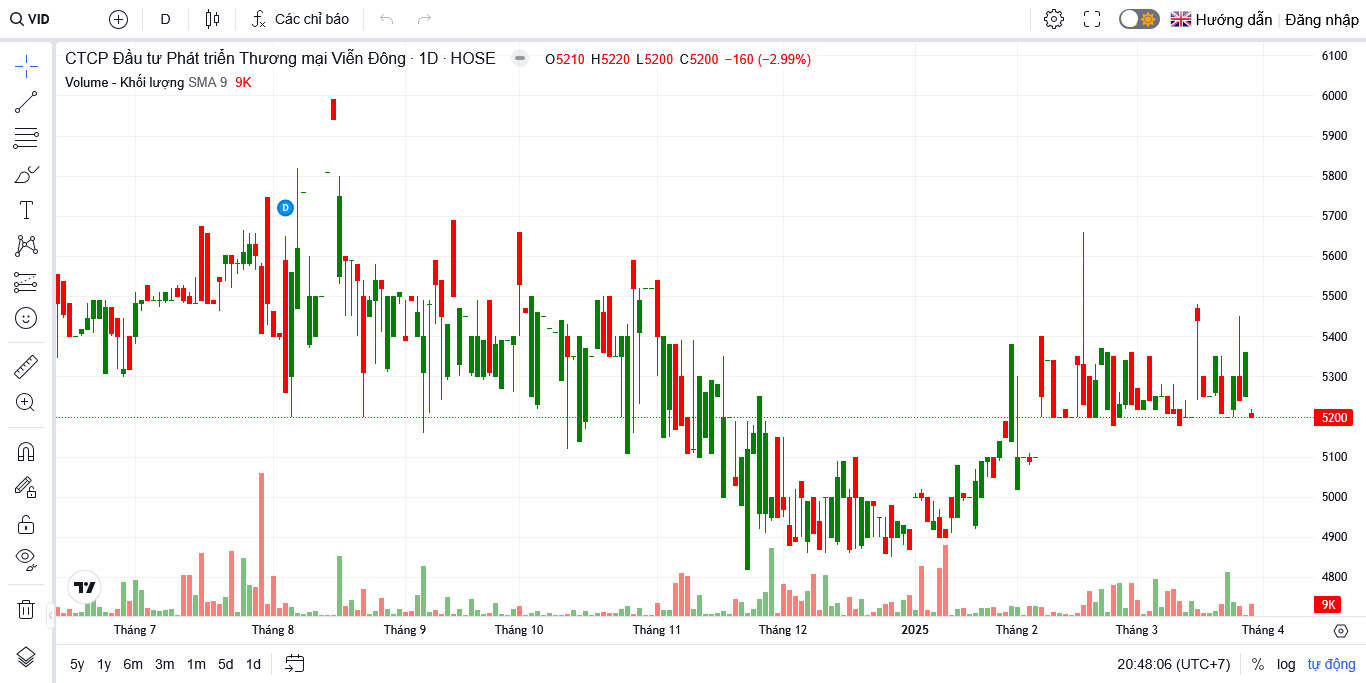 VID D Các chỉ báo Hướng dẫn Đăng nhập
CTCP Đầu tư Phát triển Thương mại Viễn Đông · 1D · HOSE O5210 H5220 L5200 C5200 −160 (−2.99%)
Volume - Khối lượng SMA 9 9K
6100
6000
5900
5800
5700
5600
5500
5400
5300
5200
5100
5000
4900
4800
9K
D
Tháng 7 Tháng 8 Tháng 9 Tháng 10 Tháng 11 Tháng 12 2025 Tháng 2 Tháng 3 Tháng 4
5y 1y 6m 3m 1m 5d 1d 20:48:06 (UTC+7) % log tự động